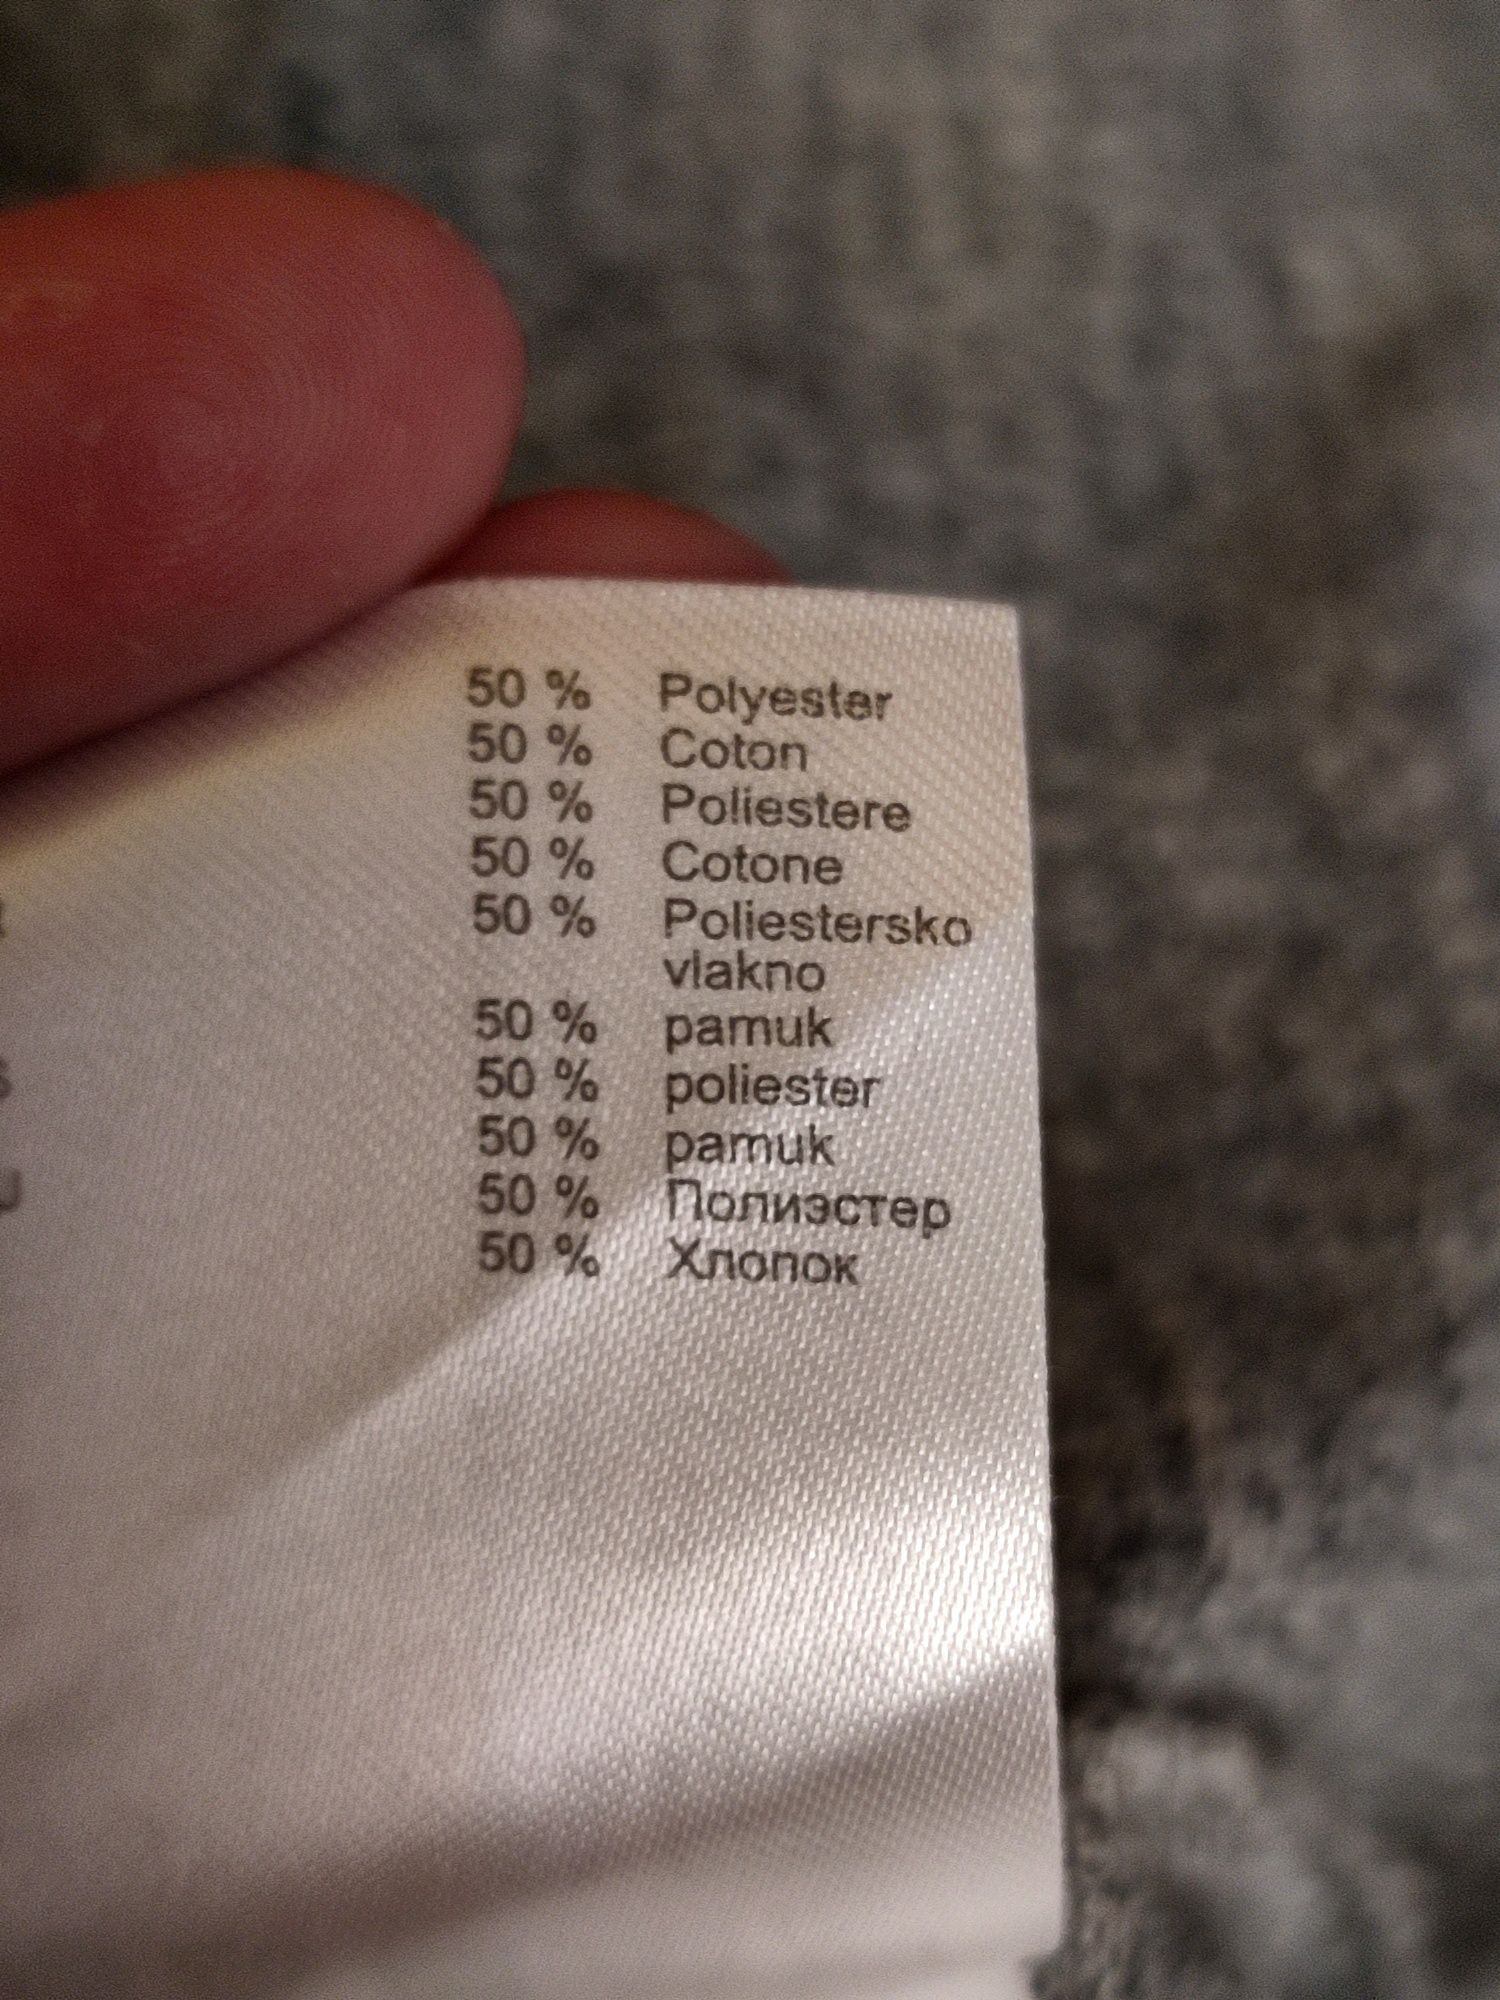 50 % Polyester
50 % Coton
50 % Poliestere
50 % Cotone
50 % Poliestersko
vlakno
50 % pamuk
50 % poliester
50 % pamuk
50 % Полиэстер
50 % Хлопок